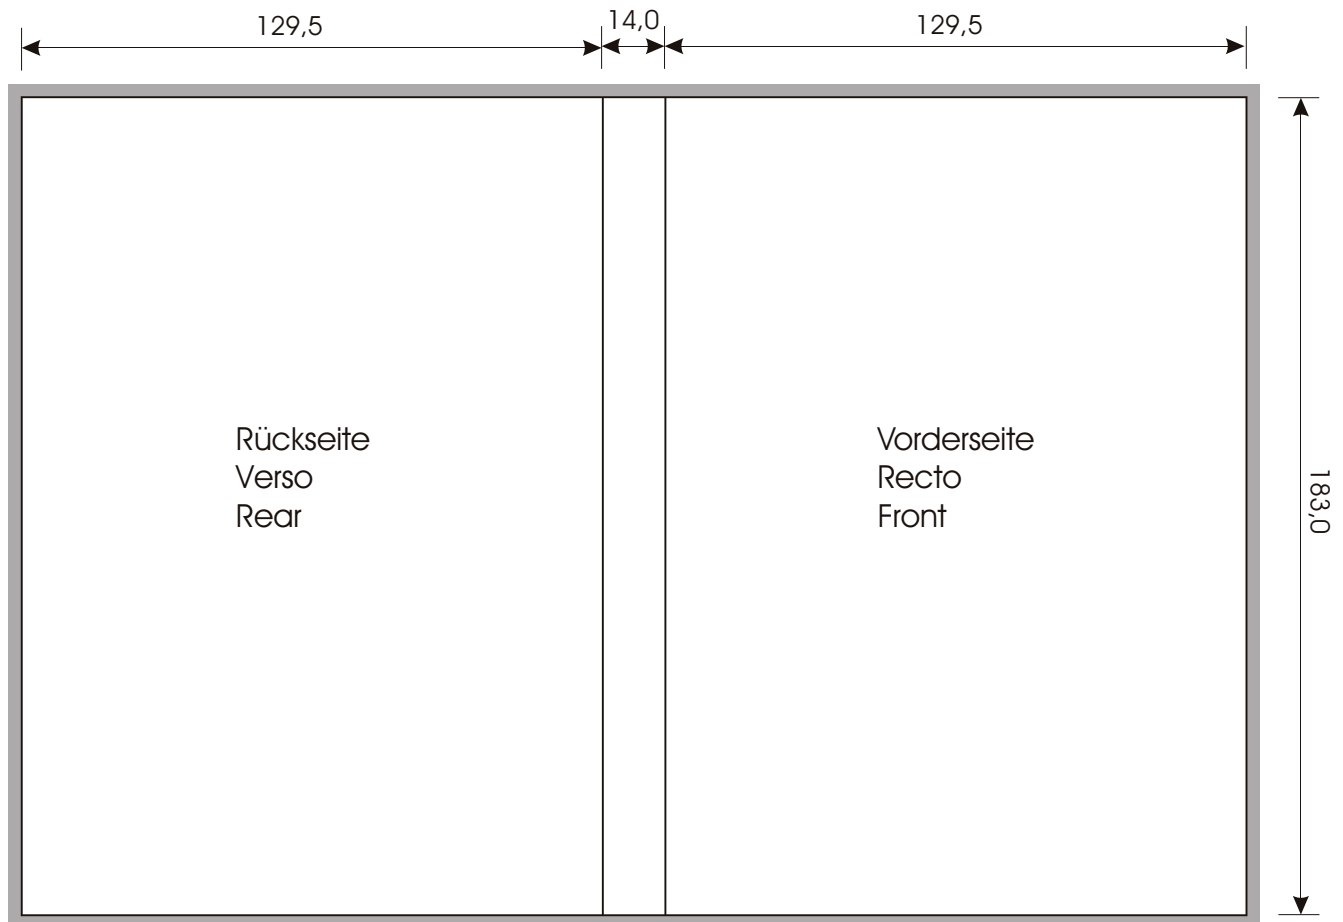 129,5
14,0
129,5
Rückseite
Verso
Rear
Vorderseite
Recto
Front
183,0